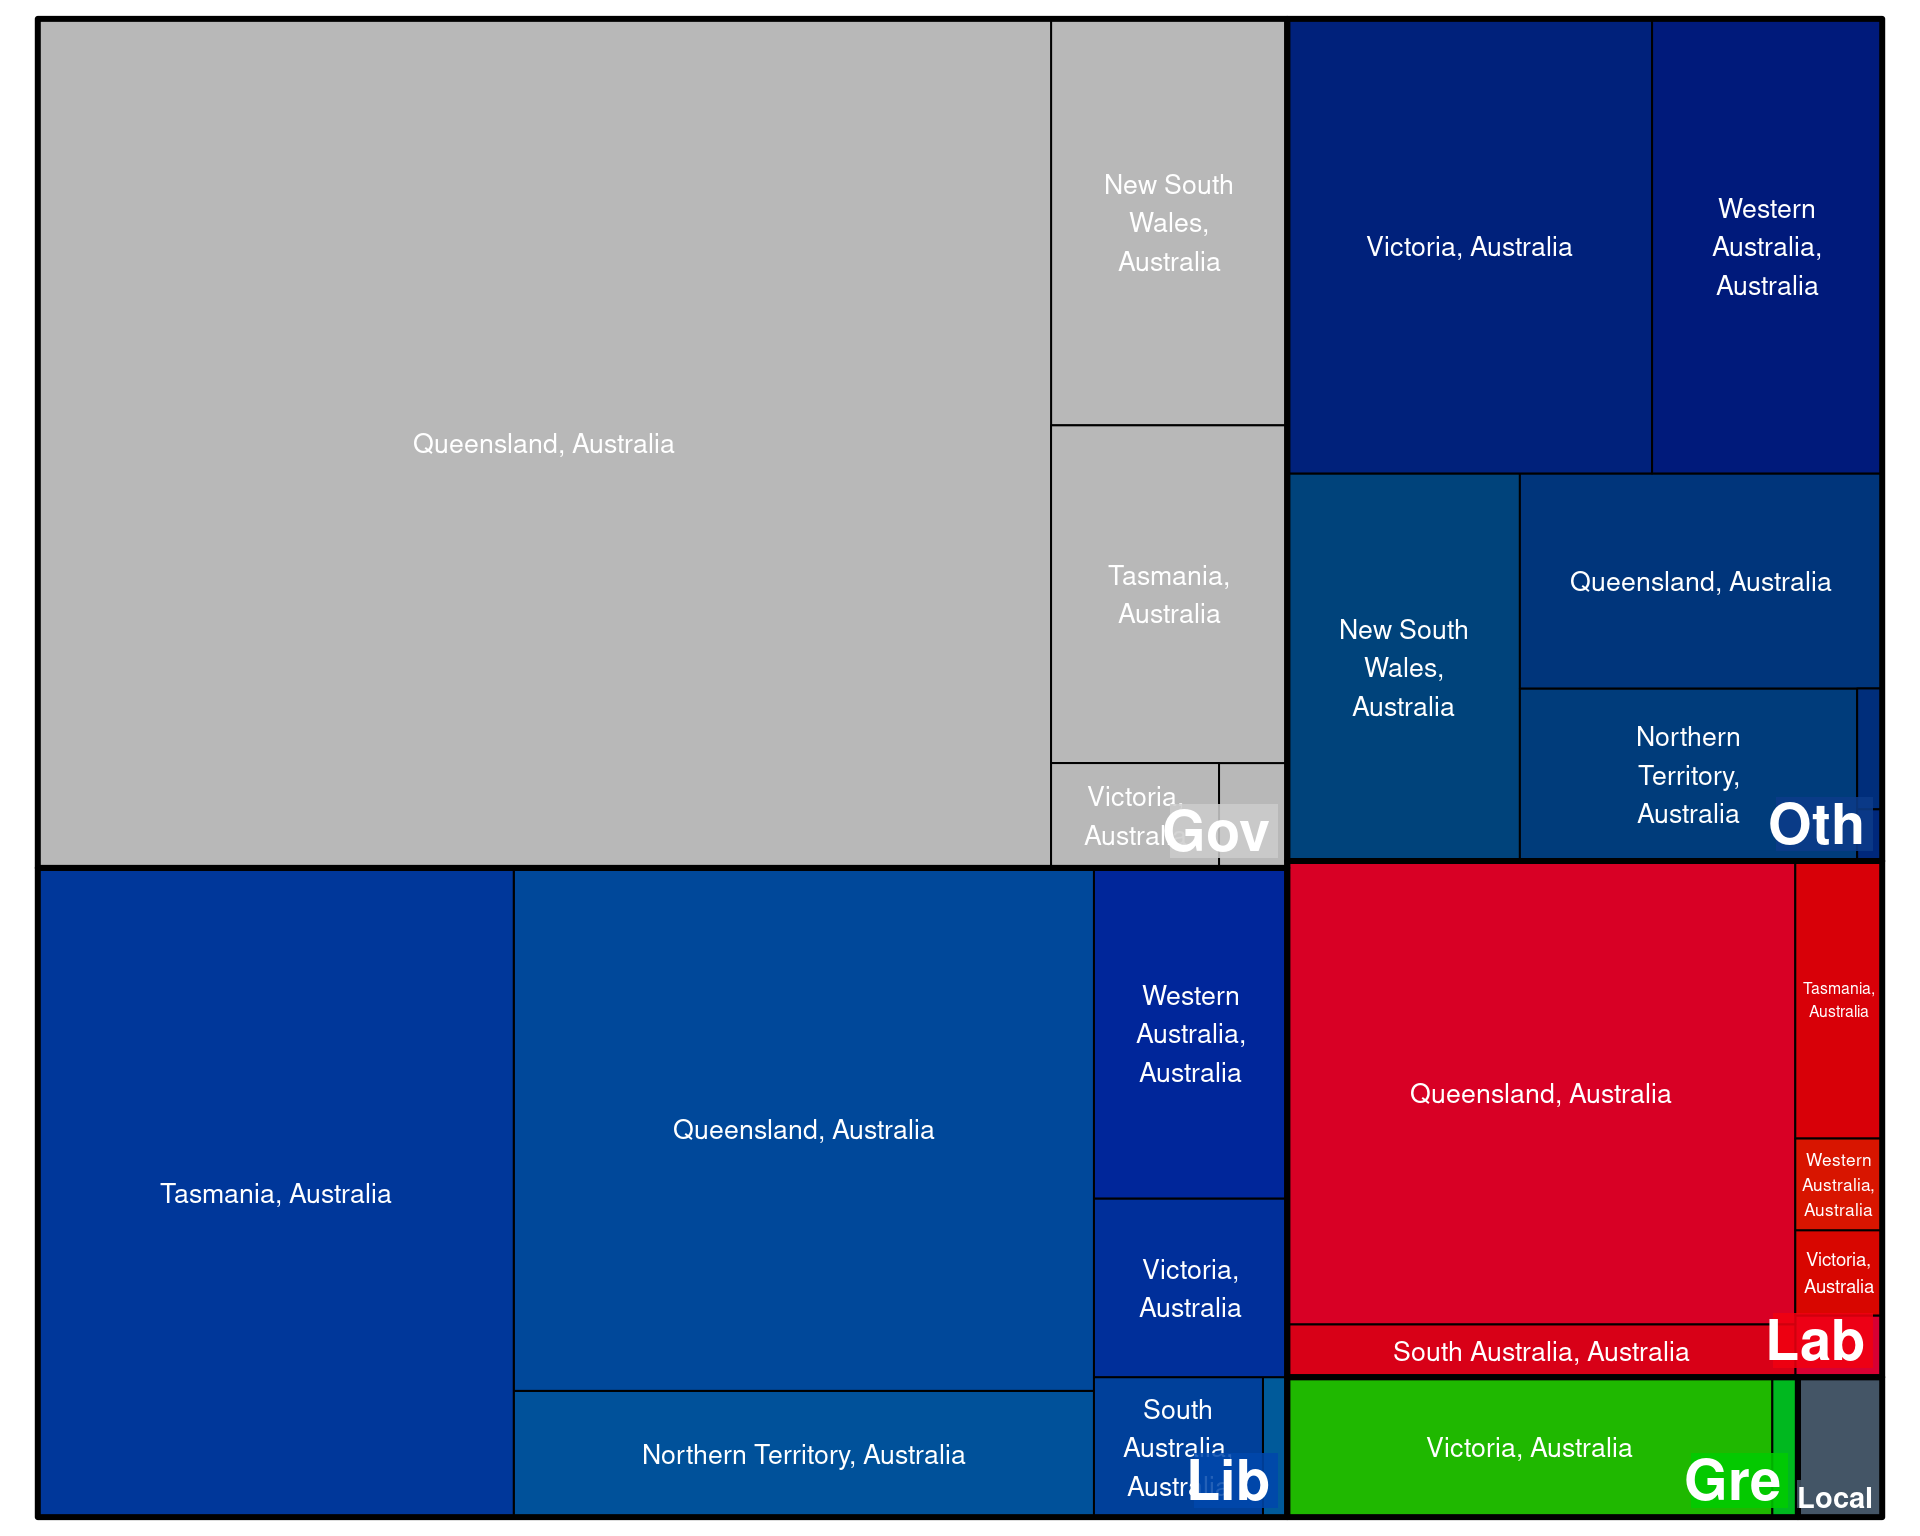 Queensland, Australia
New South
Wales,
Australia
Tasmania,
Australia
Victoria,
Australia
Gov
Victoria, Australia
Western
Australia,
Australia
New South
Wales,
Australia
Queensland, Australia
Northern
Territory,
Australia
Oth
Tasmania, Australia
Queensland, Australia
Northern Territory, Australia
Western
Australia,
Australia
Victoria,
Australia
South
Australia,
Australia
Lib
Queensland, Australia
Tasmania,
Australia
Western
Australia,
Australia
Victoria,
Australia
South Australia, Australia
Lab
Victoria, Australia
Gre
Local